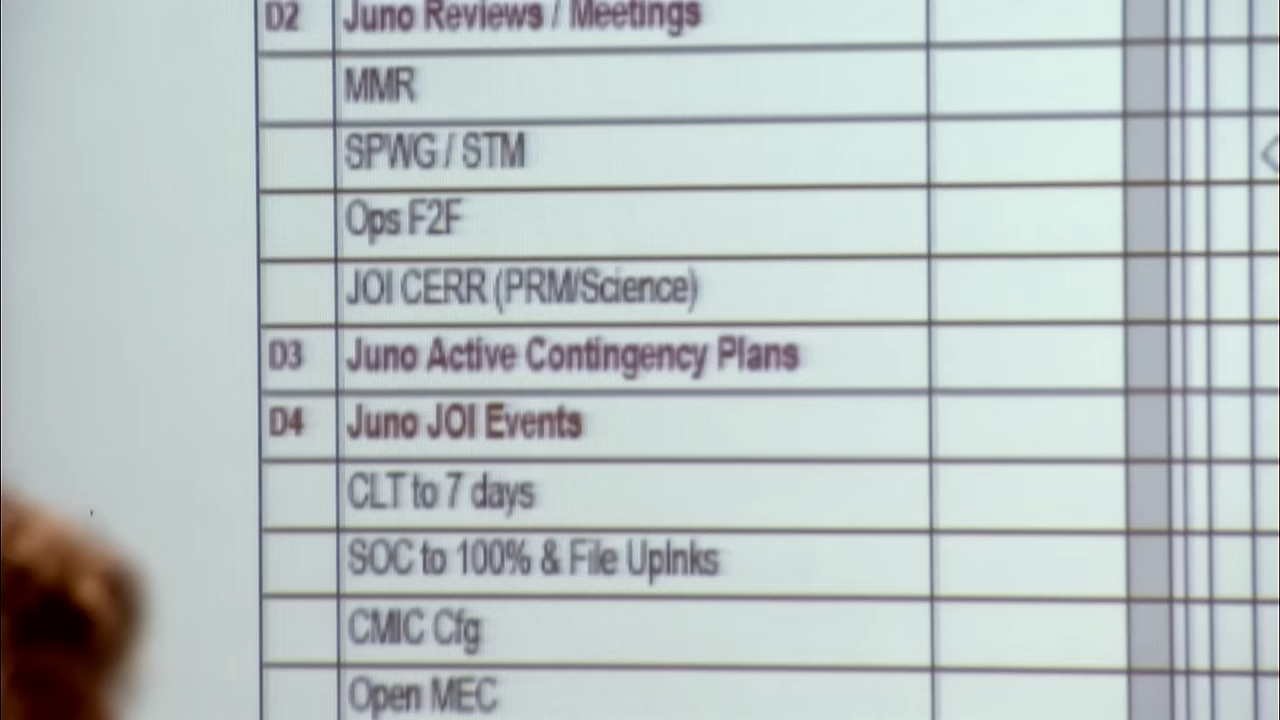 D2 Juno Reviews / Meetings
MMR
SPWG / STM
Ops F2F
JOI CERR (PRM/Science)
D3 Juno Active Contingency Plans
D4 Juno JOI Events
CLT to 7 days
SOC to 100% & File Uplnks
CMIC Cfg
Open MEC